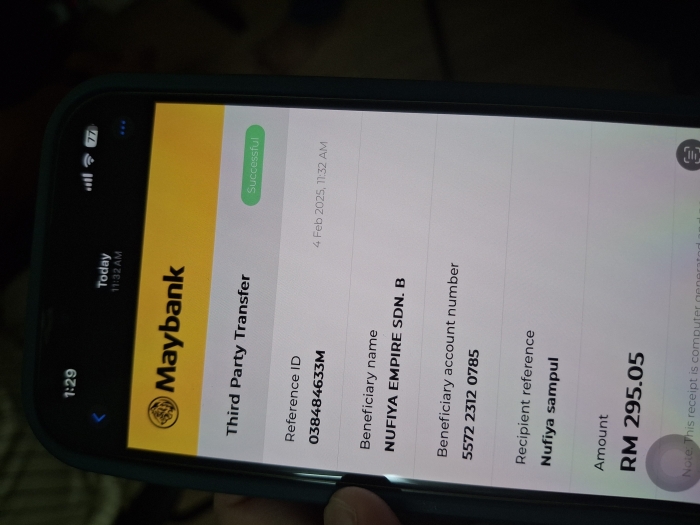 1:29
77
Today
11:32 AM
Maybank
Third Party Transfer
Successful
Reference ID
038484633M
4 Feb 2025, 11:32 AM
Beneficiary name
NUFIYA EMPIRE SDN. B
Beneficiary account number
5572 2312 0785
Recipient reference
Nufiya sampul
Amount
RM 295.05
Note: This receipt is computer generated and